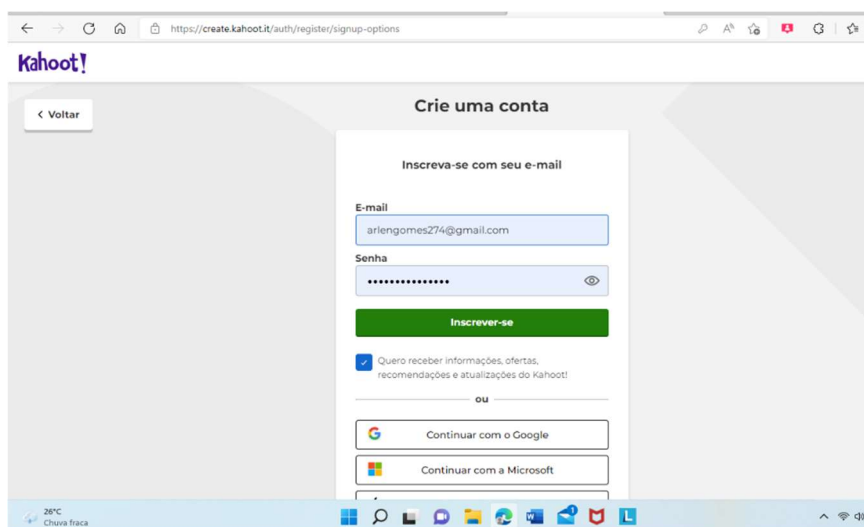 https://create.kahoot.it/auth/register/signup-options
Kahoot!
Voltar
Crie uma conta
Inscreva-se com seu e-mail
E-mail
arlengomes274@gmail.com
Senha
•••••••••••••••
Inscrever-se
Quero receber informações, ofertas,
recomendações e atualizações do Kahoot!
ou
Continuar com o Google
Continuar com a Microsoft
26°C
Chuva fraca